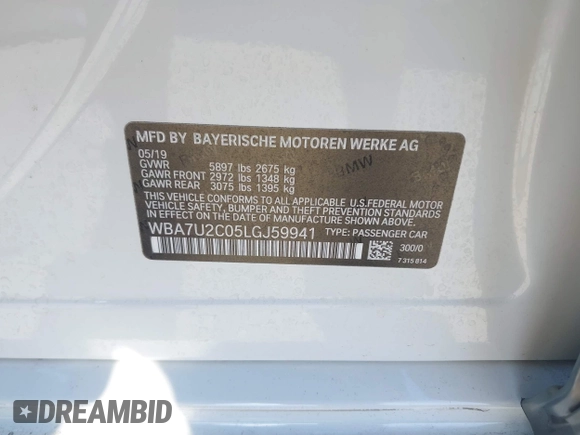 MFD BY BAYERISCHE MOTOREN WERKE AG
05/19
GVWR 5897 lbs 2675 kg
GAWR FRONT 2972 lbs 1348 kg
GAWR REAR 3075 lbs 1395 kg
THIS VEHICLE CONFORMS TO ALL APPLICABLE U.S.FEDERAL MOTOR
VEHICLE SAFETY, BUMPER AND THEFT PREVENTION STANDARDS
IN EFFECT ON THE DATE OF MANUFACTURE SHOWN ABOVE.
WBA7U2C05LGJ59941 TYPE: PASSENGER CAR
300/0
7 315 814
BMW
DREAMBID